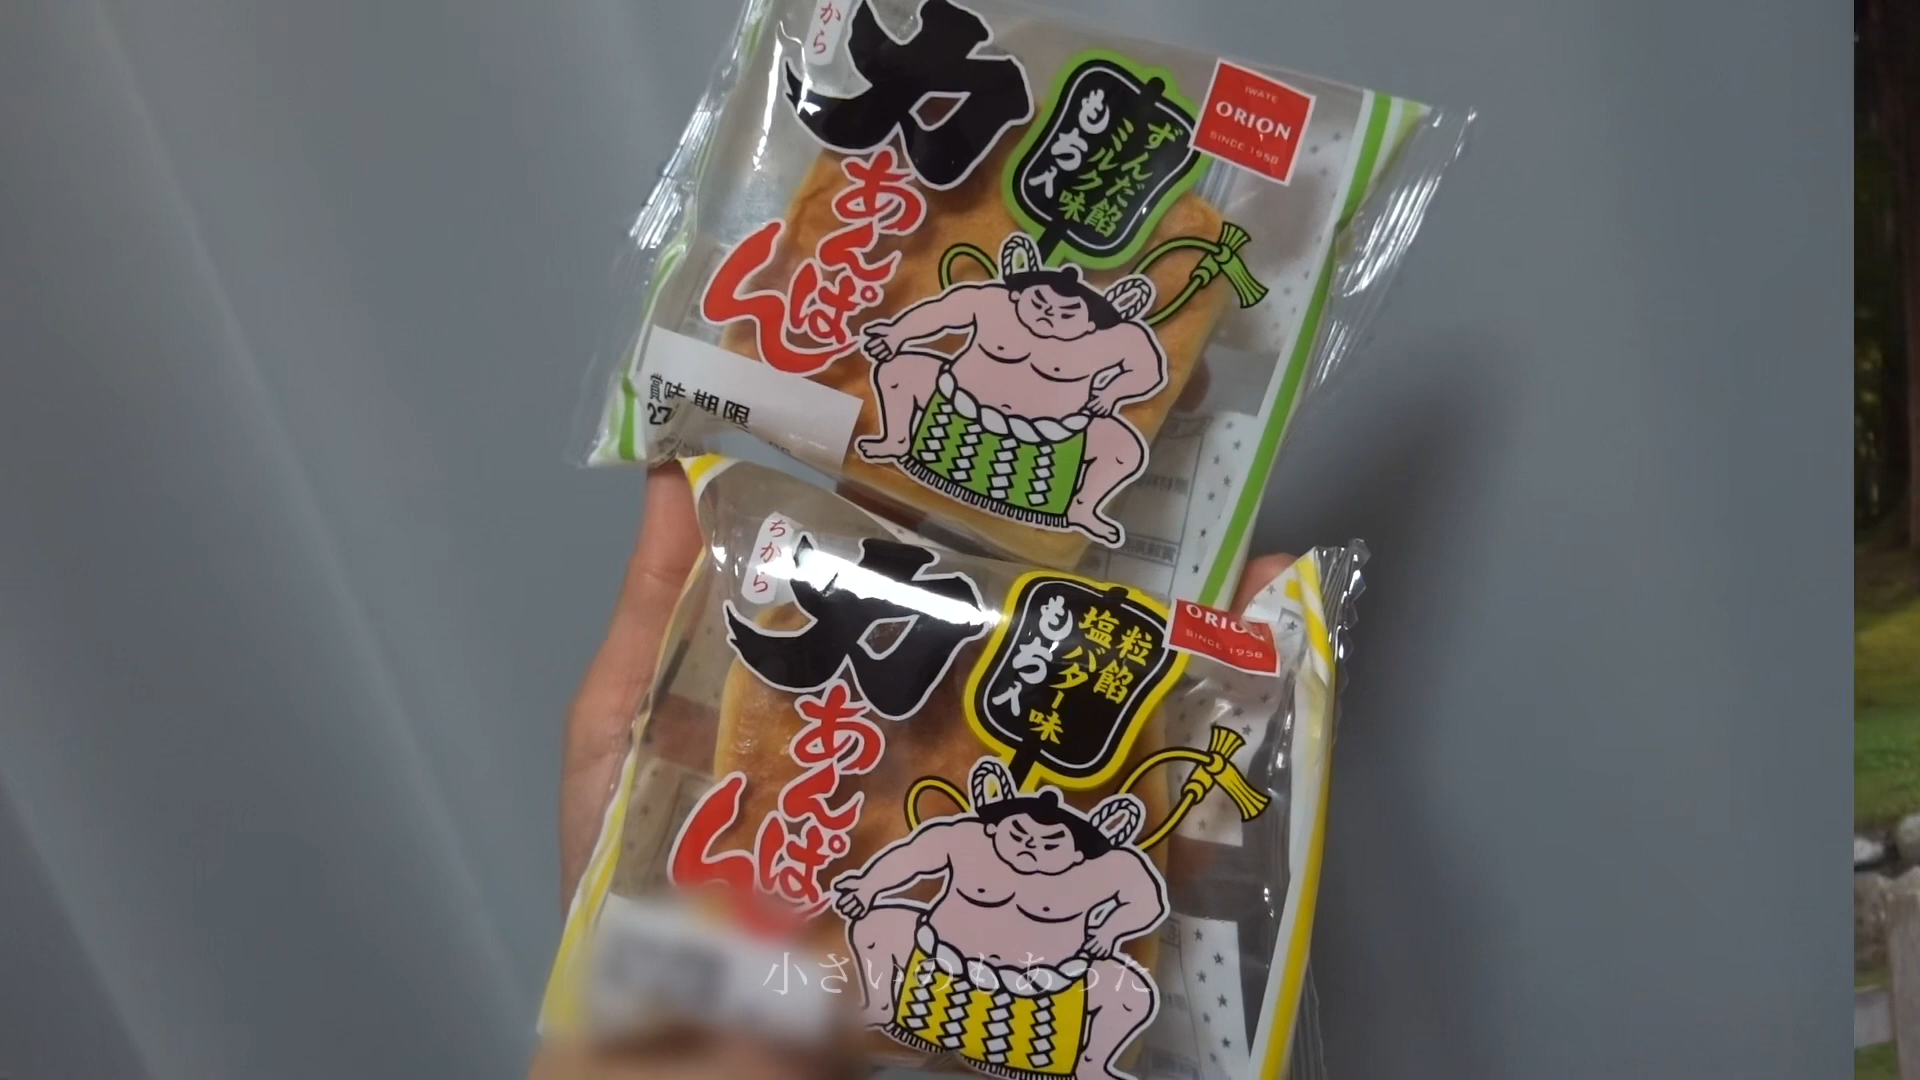 から
力
あんぱん
ずんだ餡
ミルク味
もち入
IWATE
ORION
SINCE 1958
賞味期限
27
ちから
力
あんぱん
粒餡
塩バター味
もち入
ORION
SINCE 1958
小さいのもあった